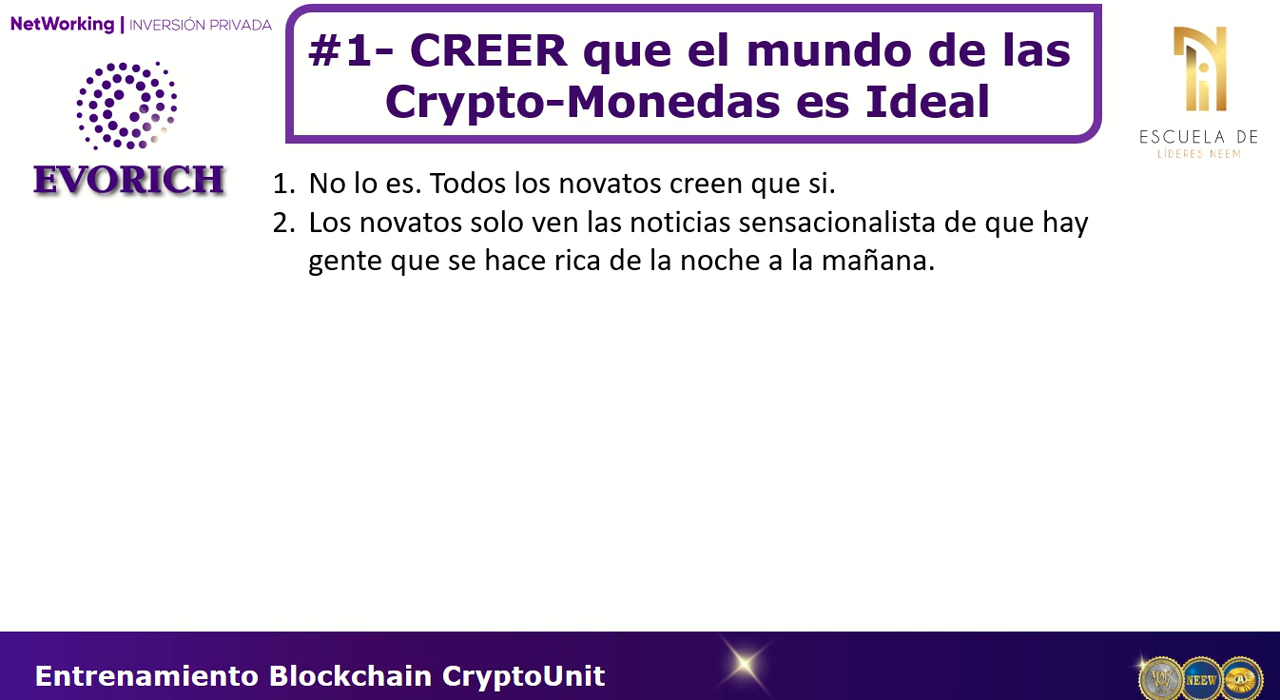 NetWorking | INVERSIÓN PRIVADA
#1- CREER que el mundo de las
Crypto-Monedas es Ideal
EVORICH
ESCUELA DE
LÍDERES NEEM
1. No lo es. Todos los novatos creen que si.
2. Los novatos solo ven las noticias sensacionalista de que hay
gente que se hace rica de la noche a la mañana.
Entrenamiento Blockchain CryptoUnit
NEEW